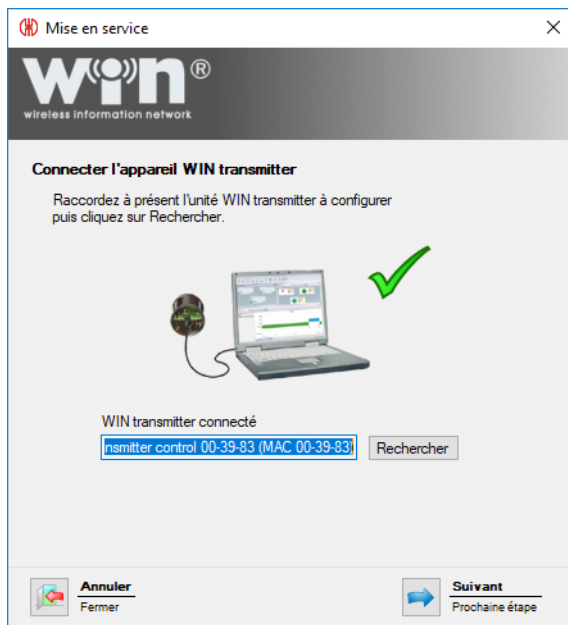 Mise en service
WIN®
wireless information network
Connecter l'appareil WIN transmitter
Raccordez à présent l'unité WIN transmitter à configurer
puis cliquez sur Rechercher.
WIN transmitter connecté
nsmitter control 00-39-83 (MAC 00-39-83)
Rechercher
Annuler
Fermer
Suivant
Prochaine étape